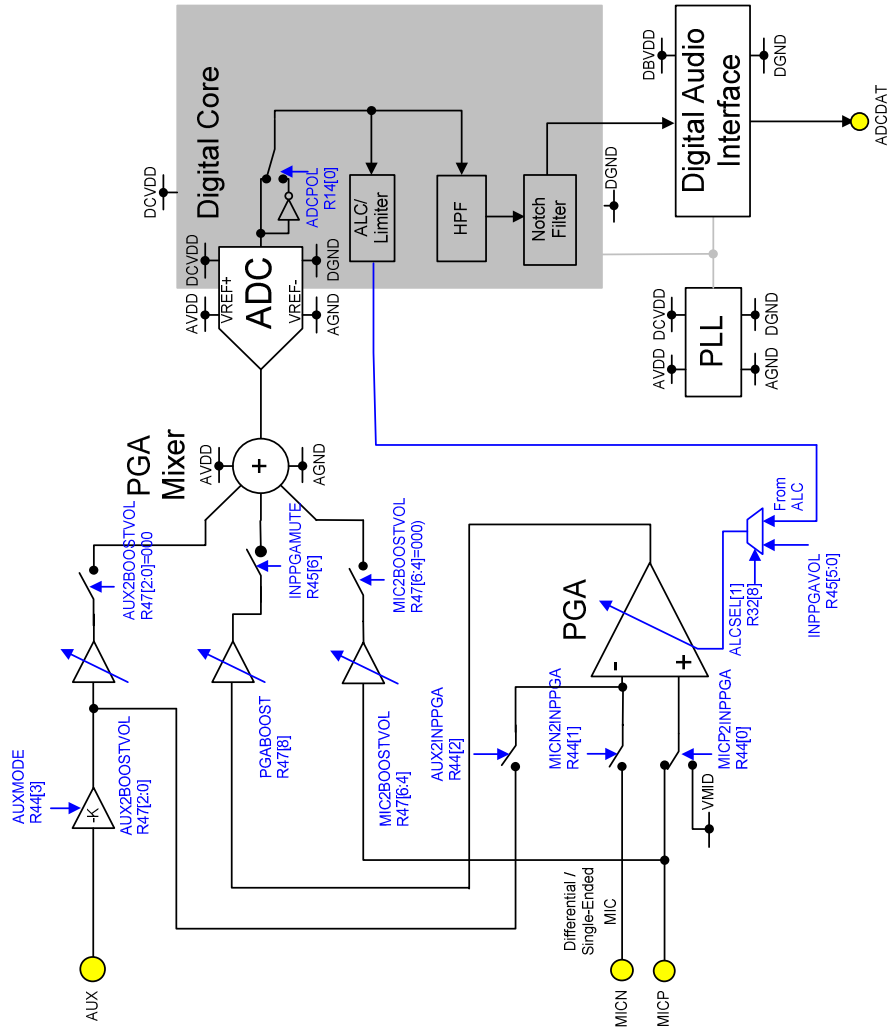 AUX
AUXMODE
R44[3]
-K
AUX2BOOSTVOL
R47[2:0]
AUX2BOOSTVOL
R47[2:0]=000
PGABOOST
R47[8]
INPPGAMUTE
R45[6]
MIC2BOOSTVOL
R47[6:4]
MIC2BOOSTVOL
R47[6:4]=000)
PGA
Mixer
AVDD
+
AGND
AVDD
DCVDD
VREF+
ADC
VREF-
AGND
DGND
DCVDD
Digital Core
ADCPOL
R14[0]
ALC/
Limiter
HPF
Notch
Filter
DGND
DBVDD
Digital Audio
Interface
DGND
ADCDAT
AVDD
DCVDD
PLL
AGND
DGND
AUX2INPPGA
R44[2]
MICN2INPPGA
R44[1]
MICP2INPPGA
R44[0]
VMID
PGA
-
+
ALCSEL[1]
R32[8]
From
ALC
INPPGAVOL
R45[5:0]
Differential /
Single-Ended
MIC
MICN
MICP